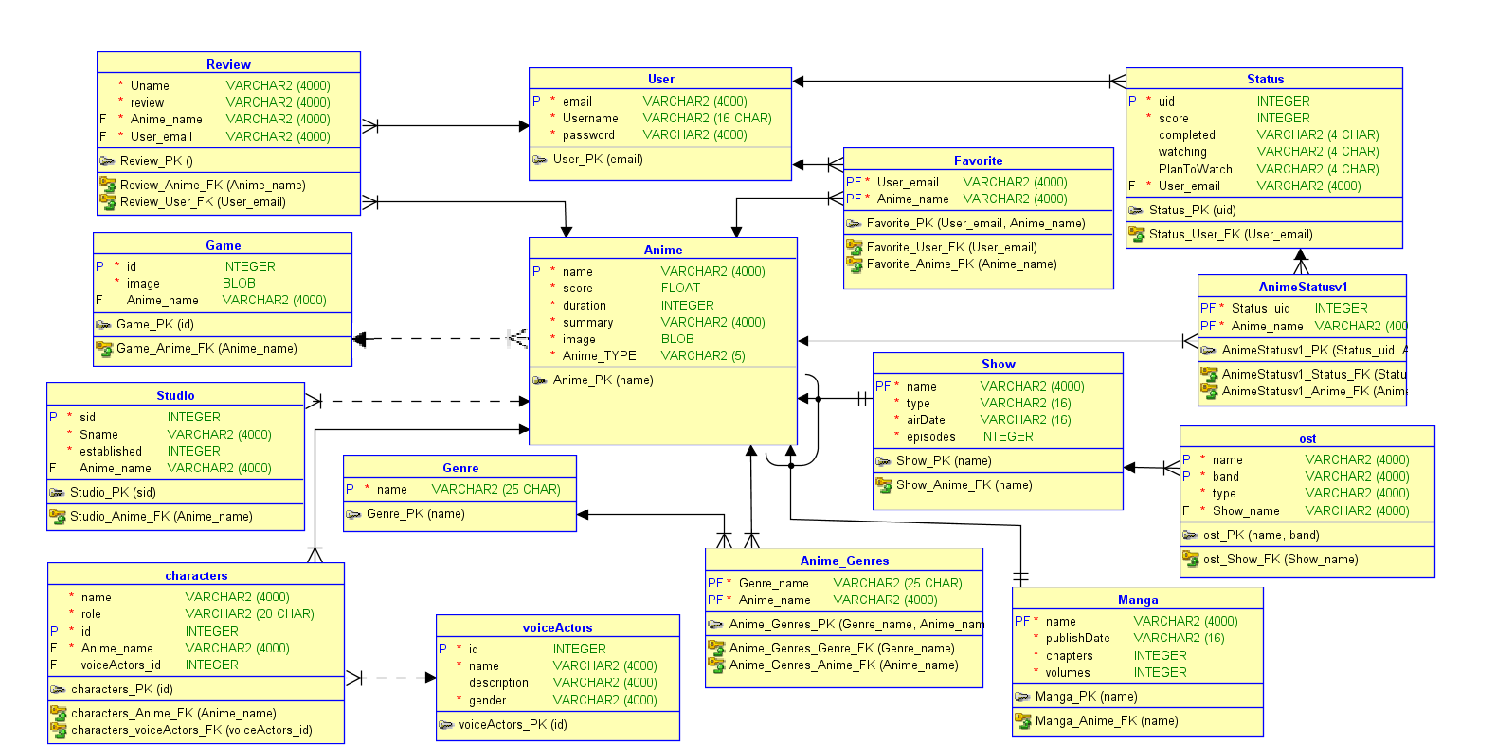 Review
* Uname VARCHAR2 (4000)
* review VARCHAR2 (4000)
F * Anime_name VARCHAR2 (4000)
F * User_email VARCHAR2 (4000)
Review_PK ()
Review_Anime_FK (Anime_name)
Review_User_FK (User_email)
User
P * email VARCHAR2 (4000)
* Username VARCHAR2 (16 CHAR)
* password VARCHAR2 (4000)
User_PK (email)
Status
P * uid INTEGER
* score INTEGER
completed VARCHAR2 (4 CHAR)
watching VARCHAR2 (4 CHAR)
PlanToWatch VARCHAR2 (4 CHAR)
F * User_email VARCHAR2 (4000)
Status_PK (uid)
Status_User_FK (User_email)
Favorite
PF * User_email VARCHAR2 (4000)
PF * Anime_name VARCHAR2 (4000)
Favorite_PK (User_email, Anime_name)
Favorite_User_FK (User_email)
Favorite_Anime_FK (Anime_name)
Game
P * id INTEGER
* image BLOB
F Anime_name VARCHAR2 (4000)
Game_PK (id)
Game_Anime_FK (Anime_name)
Anime
P * name VARCHAR2 (4000)
* score FLOAT
* duration INTEGER
* summary VARCHAR2 (4000)
* image BLOB
* Anime_TYPE VARCHAR2 (5)
Anime_PK (name)
AnimeStatusv1
PF * Status_uid INTEGER
PF * Anime_name VARCHAR2 (400
AnimeStatusv1_PK (Status_uid, A
AnimeStatusv1_Status_FK (Statu
AnimeStatusv1_Anime_FK (Anime
Show
PF * name VARCHAR2 (4000)
* type VARCHAR2 (16)
* airDate VARCHAR2 (16)
* episodes INTEGER
Show_PK (name)
Show_Anime_FK (name)
Studio
P * sid INTEGER
* Sname VARCHAR2 (4000)
* established INTEGER
F Anime_name VARCHAR2 (4000)
Studio_PK (sid)
Studio_Anime_FK (Anime_name)
ost
P * name VARCHAR2 (4000)
P * band VARCHAR2 (4000)
* type VARCHAR2 (4000)
F * Show_name VARCHAR2 (4000)
ost_PK (name, band)
ost_Show_FK (Show_name)
Genre
P * name VARCHAR2 (25 CHAR)
Genre_PK (name)
Anime_Genres
PF * Genre_name VARCHAR2 (25 CHAR)
PF * Anime_name VARCHAR2 (4000)
Anime_Genres_PK (Genre_name, Anime_nam
Anime_Genres_Genre_FK (Genre_name)
Anime_Genres_Anime_FK (Anime_name)
characters
* name VARCHAR2 (4000)
* role VARCHAR2 (20 CHAR)
P * id INTEGER
F * Anime_name VARCHAR2 (4000)
F voiceActors_id INTEGER
characters_PK (id)
characters_Anime_FK (Anime_name)
characters_voiceActors_FK (voiceActors_id)
voiceActors
P * id INTEGER
* name VARCHAR2 (4000)
description VARCHAR2 (4000)
* gender VARCHAR2 (4000)
voiceActors_PK (id)
Manga
PF * name VARCHAR2 (4000)
* publishDate VARCHAR2 (16)
* chapters INTEGER
* volumes INTEGER
Manga_PK (name)
Manga_Anime_FK (name)